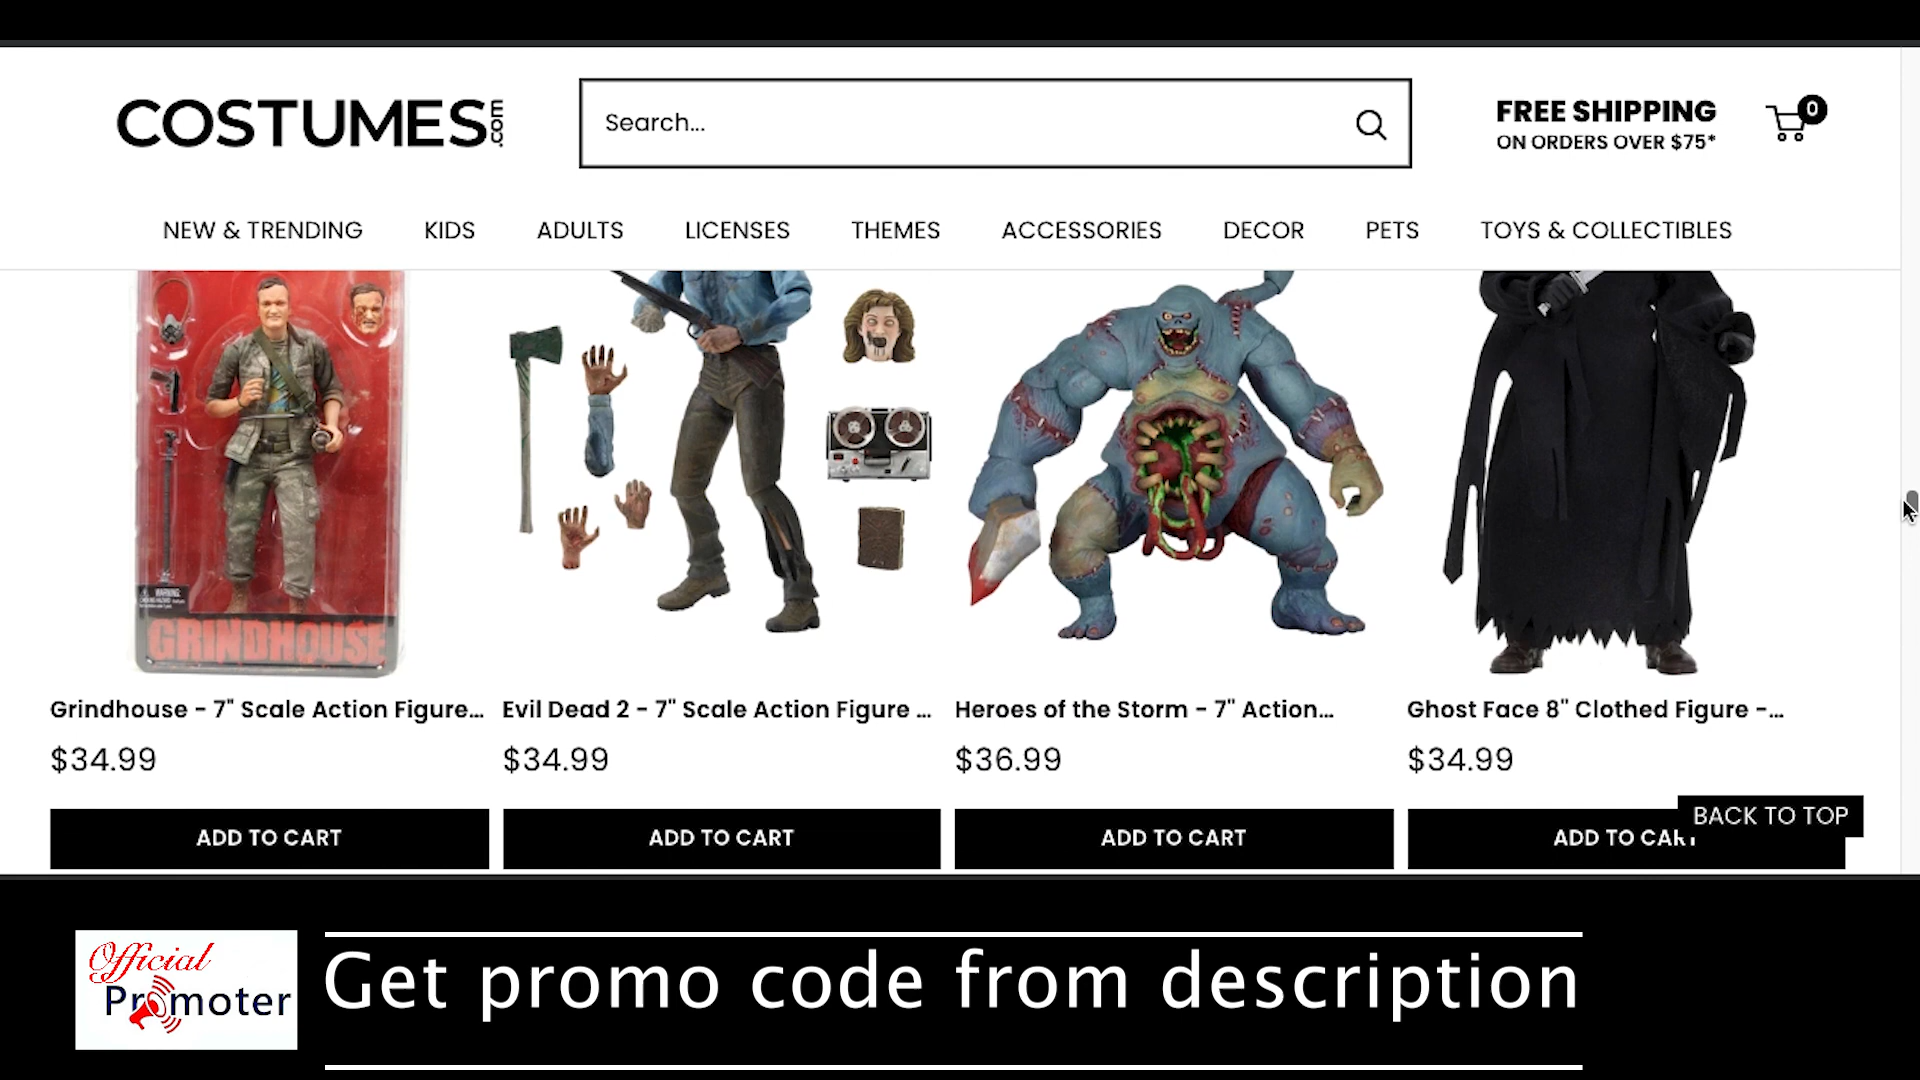 COSTUMES.com
Search...
FREE SHIPPING
ON ORDERS OVER $75*
0
NEW & TRENDING KIDS ADULTS LICENSES THEMES ACCESSORIES DECOR PETS TOYS & COLLECTIBLES
WARNING:
GRINDHOUSE
Grindhouse - 7" Scale Action Figure... Evil Dead 2 - 7" Scale Action Figure ... Heroes of the Storm - 7" Action... Ghost Face 8" Clothed Figure -...
$34.99 $34.99 $36.99 $34.99
BACK TO TOP
ADD TO CART ADD TO CART ADD TO CART ADD TO CART
Official
Promoter
Get promo code from description